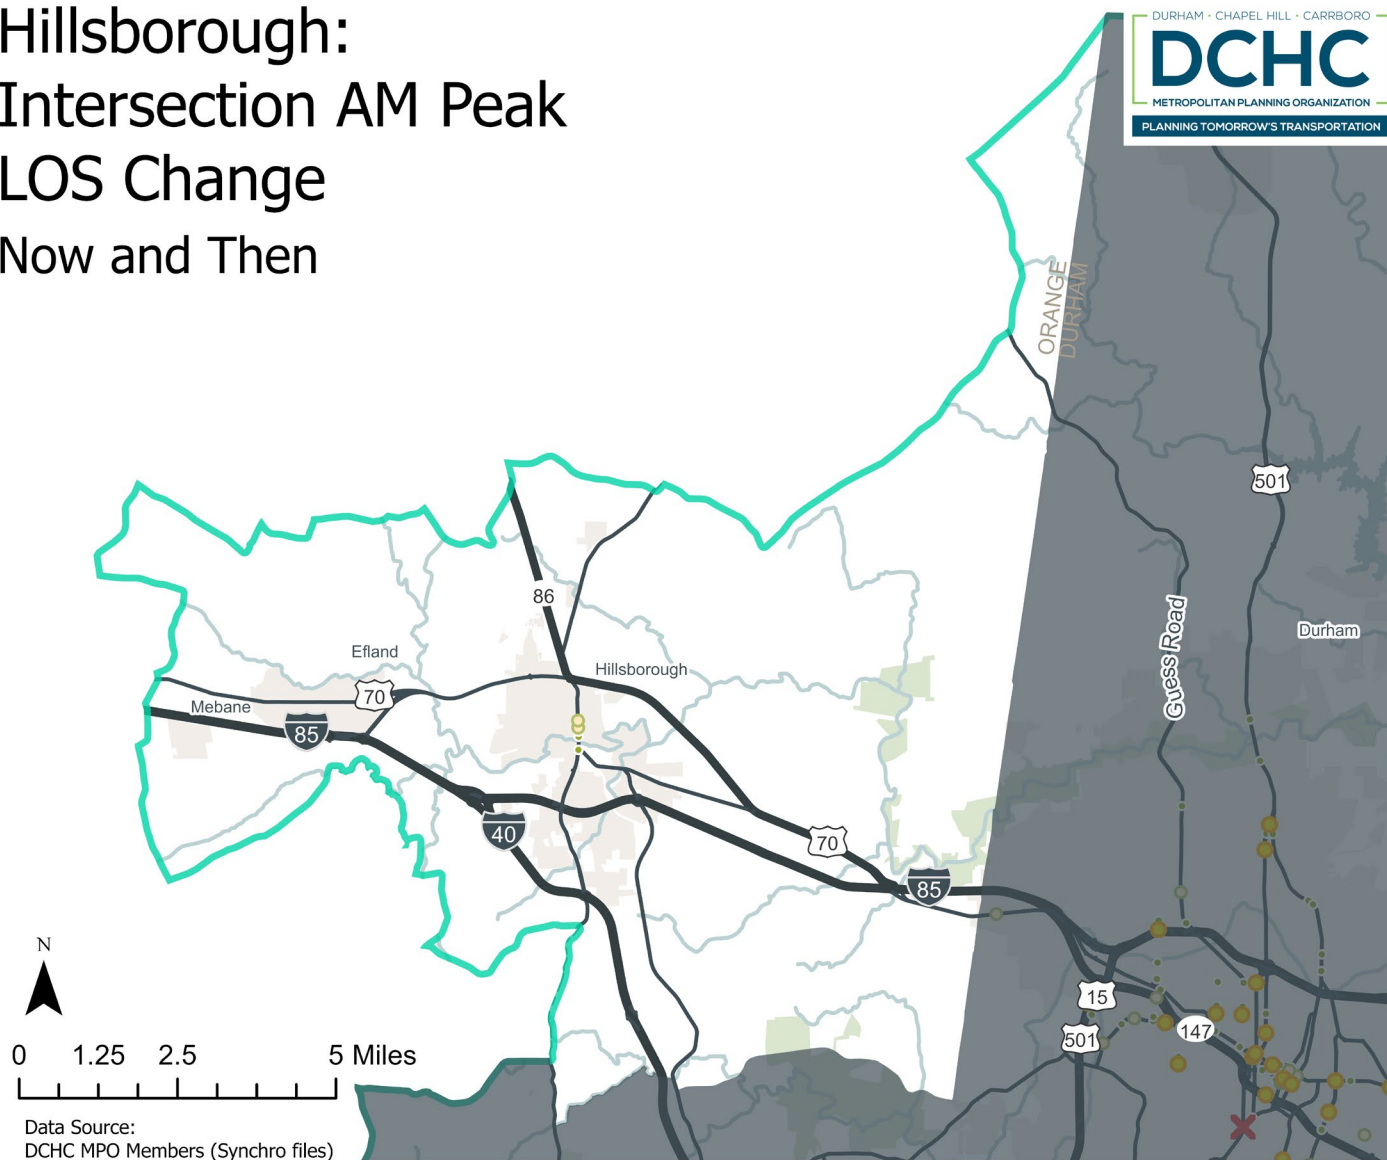 Hillsborough:
Intersection AM Peak
LOS Change
Now and Then
DURHAM · CHAPEL HILL · CARRBORO
DCHC
METROPOLITAN PLANNING ORGANIZATION
PLANNING TOMORROW'S TRANSPORTATION
ORANGE
DURHAM
501
86
Guess Road
Durham
Efland
Hillsborough
70
Mebane
85
40
70
85
15
501
147
N
0 1.25 2.5 5 Miles
Data Source:
DCHC MPO Members (Synchro files)